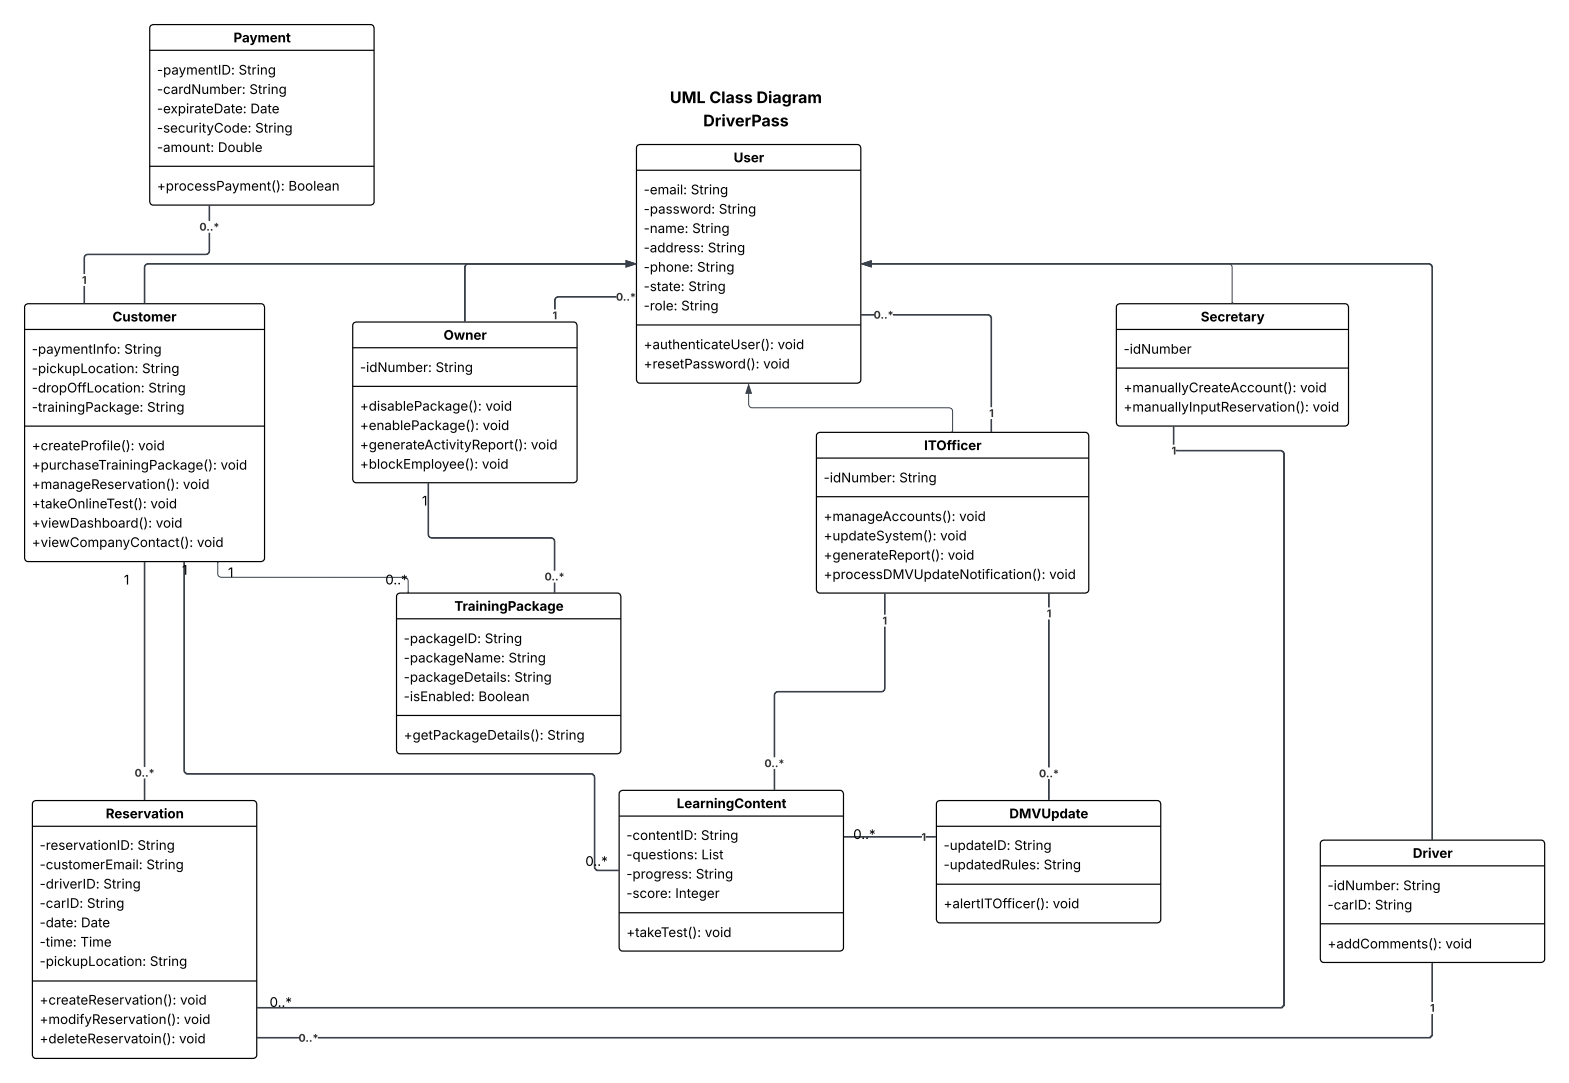 Payment
-paymentID: String
-cardNumber: String
-expirateDate: Date
-securityCode: String
-amount: Double
+processPayment(): Boolean
0..*
1
UML Class Diagram
DriverPass
User
-email: String
-password: String
-name: String
-address: String
-phone: String
-state: String
-role: String
+authenticateUser(): void
+resetPassword(): void
0..*
1
0..*
1
Customer
-paymentInfo: String
-pickupLocation: String
-dropOffLocation: String
-trainingPackage: String
+createProfile(): void
+purchaseTrainingPackage(): void
+manageReservation(): void
+takeOnlineTest(): void
+viewDashboard(): void
+viewCompanyContact(): void
1
1
1
0..*
Owner
-idNumber: String
+disablePackage(): void
+enablePackage(): void
+generateActivityReport(): void
+blockEmployee(): void
1
0..*
Secretary
-idNumber
+manuallyCreateAccount(): void
+manuallyInputReservation(): void
1
ITOfficer
-idNumber: String
+manageAccounts(): void
+updateSystem(): void
+generateReport(): void
+processDMVUpdateNotification(): void
1
1
TrainingPackage
-packageID: String
-packageName: String
-packageDetails: String
-isEnabled: Boolean
+getPackageDetails(): String
0..*
0..*
0..*
Reservation
-reservationID: String
-customerEmail: String
-driverID: String
-carID: String
-date: Date
-time: Time
-pickupLocation: String
+createReservation(): void
+modifyReservation(): void
+deleteReservatoin(): void
0..*
0..*
0..*
LearningContent
-contentID: String
-questions: List
-progress: String
-score: Integer
+takeTest(): void
0..*
1
DMVUpdate
-updateID: String
-updatedRules: String
+alertITOfficer(): void
Driver
-idNumber: String
-carID: String
+addComments(): void
1